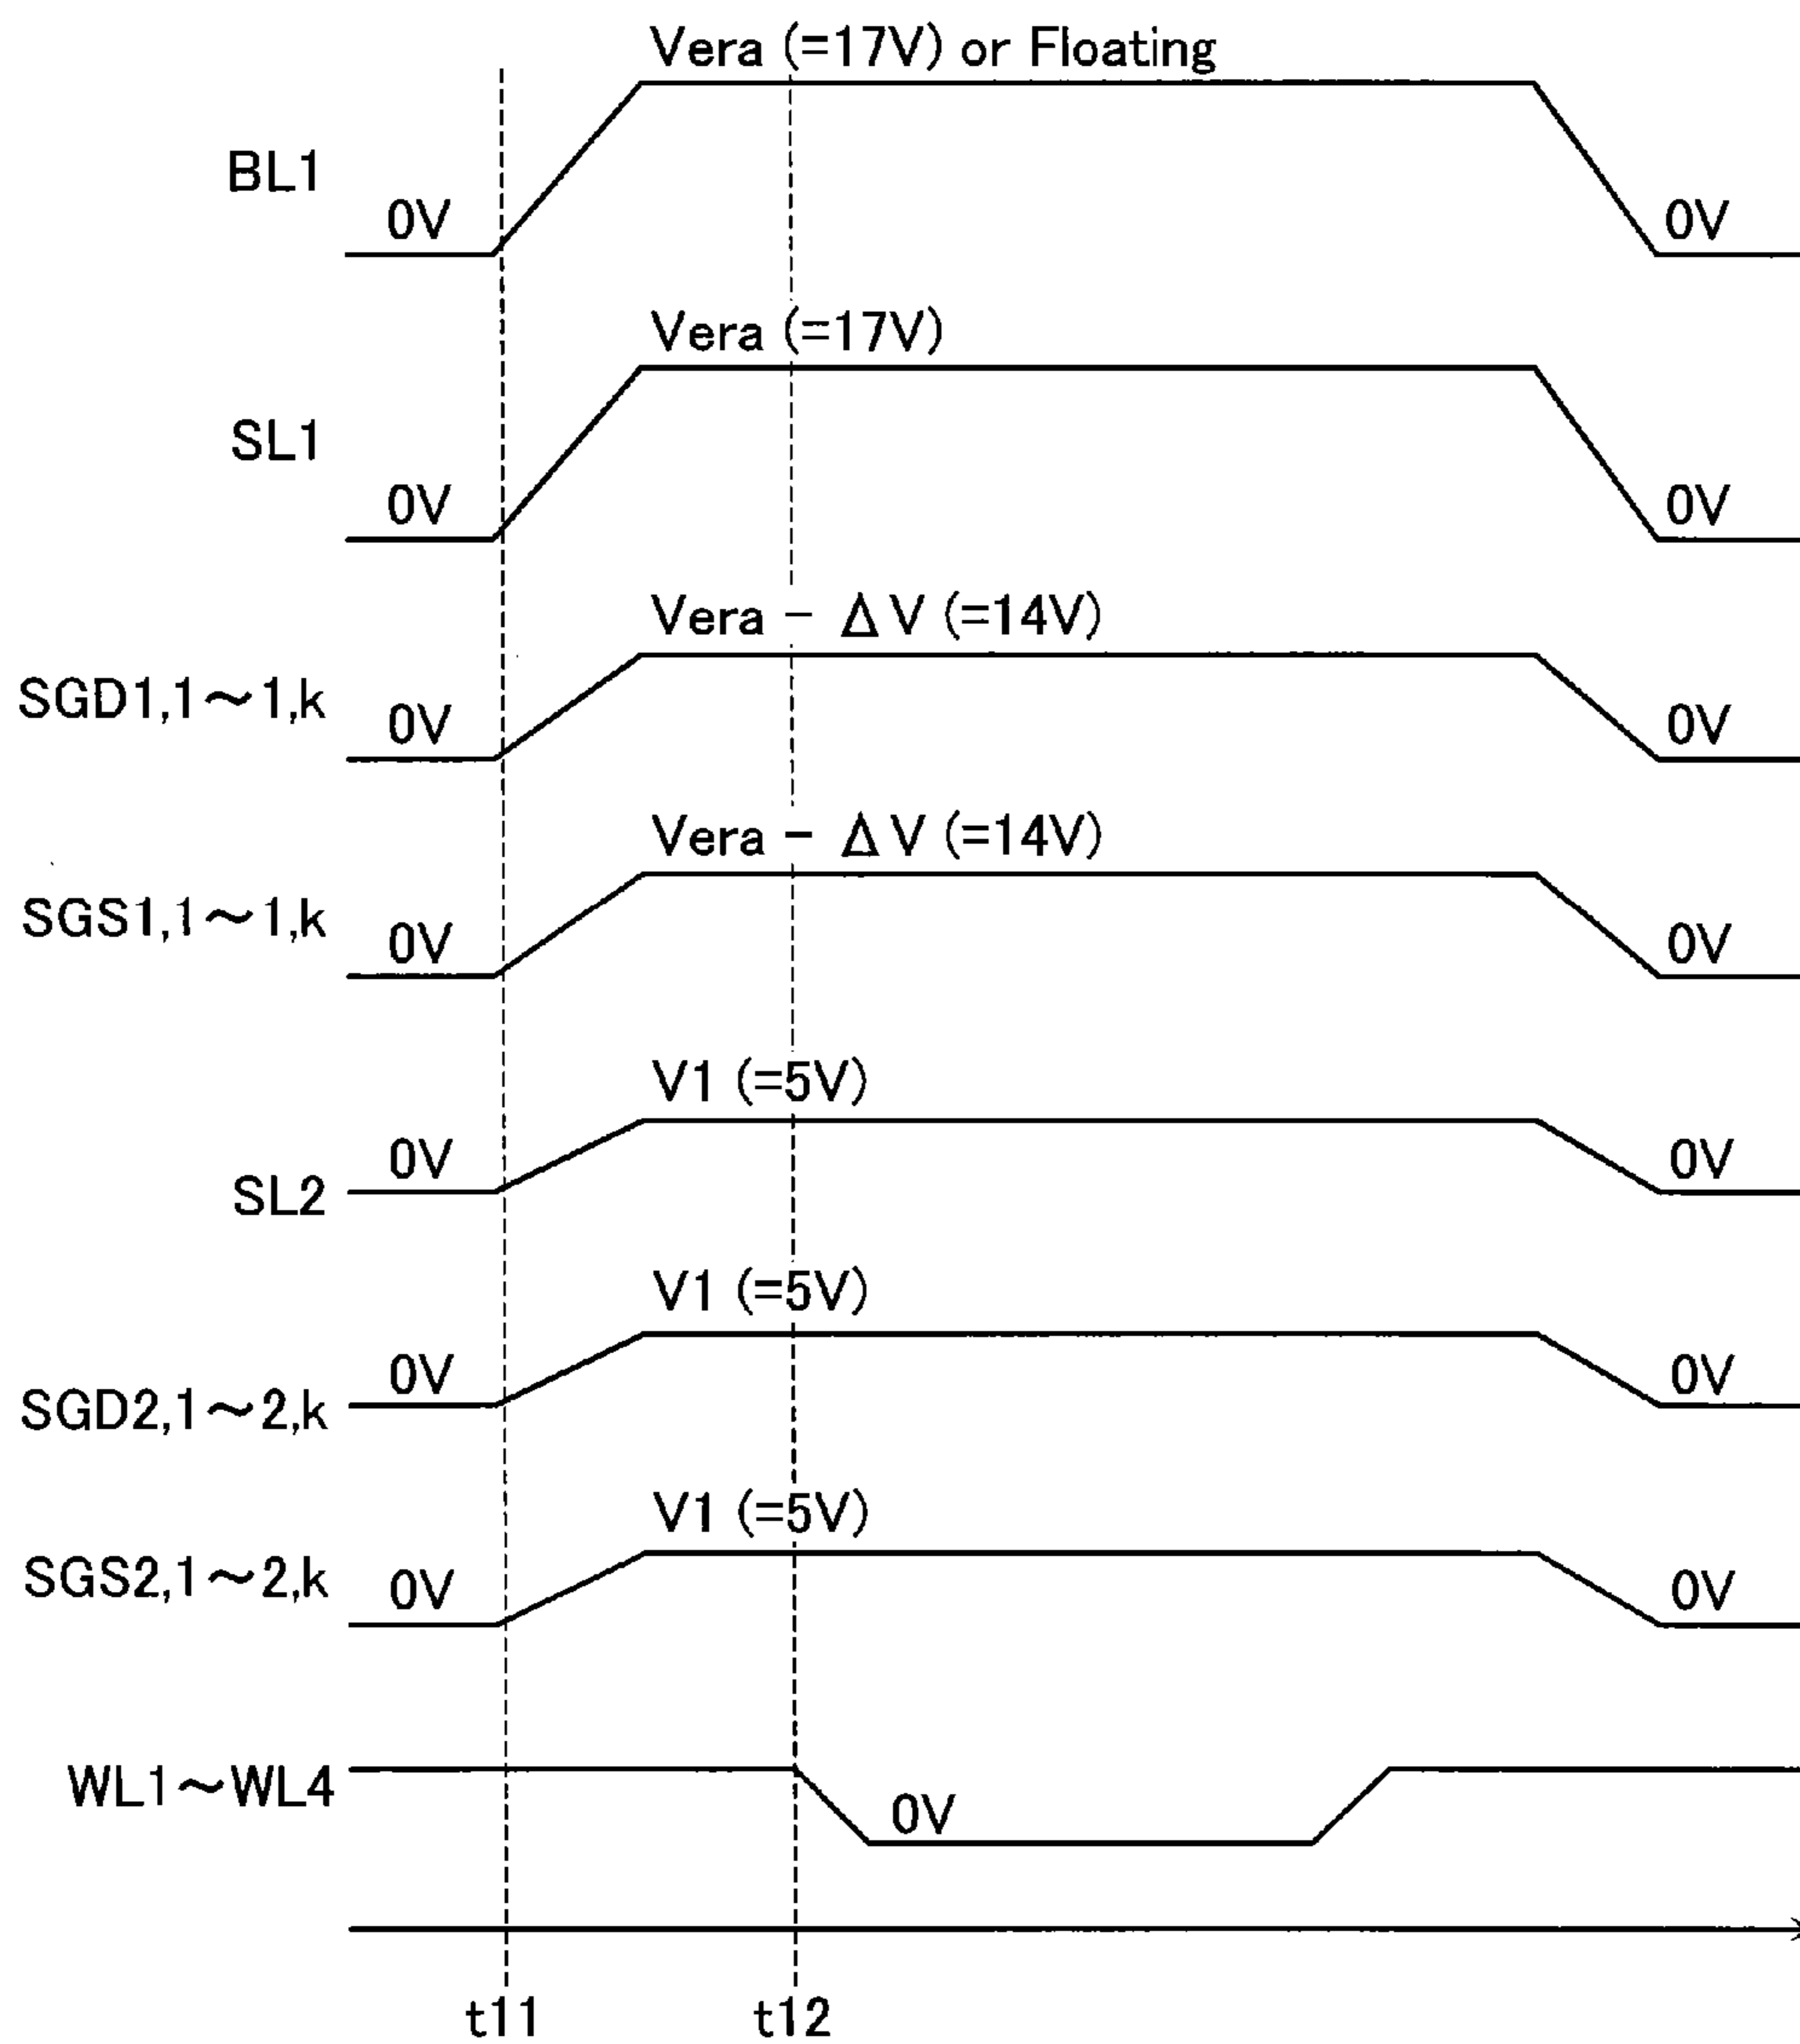 Vera (=17V) or Floating
BL1
0V
0V
Vera (=17V)
SL1
0V
0V
Vera − ΔV (=14V)
SGD1,1～1,k
0V
0V
Vera − ΔV (=14V)
SGS1,1～1,k
0V
0V
V1 (=5V)
0V
0V
SL2
V1 (=5V)
0V
0V
SGD2,1～2,k
V1 (=5V)
SGS2,1～2,k
0V
0V
WL1～WL4
0V
t11
t12